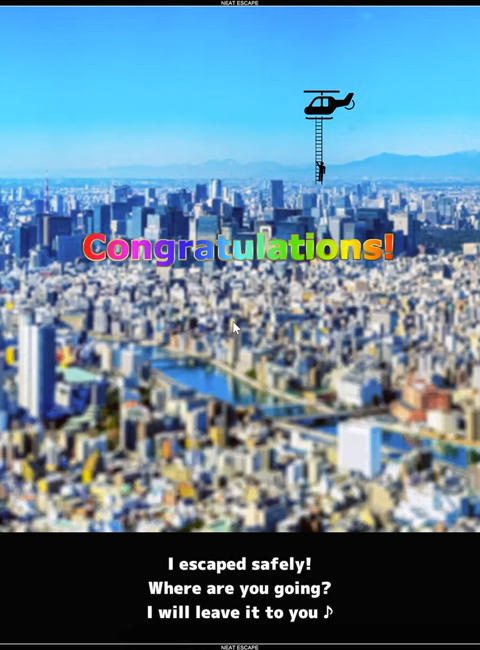 NEAT ESCAPE
Congratulations!
I escaped safely!
Where are you going?
I will leave it to you ♪
NEAT ESCAPE